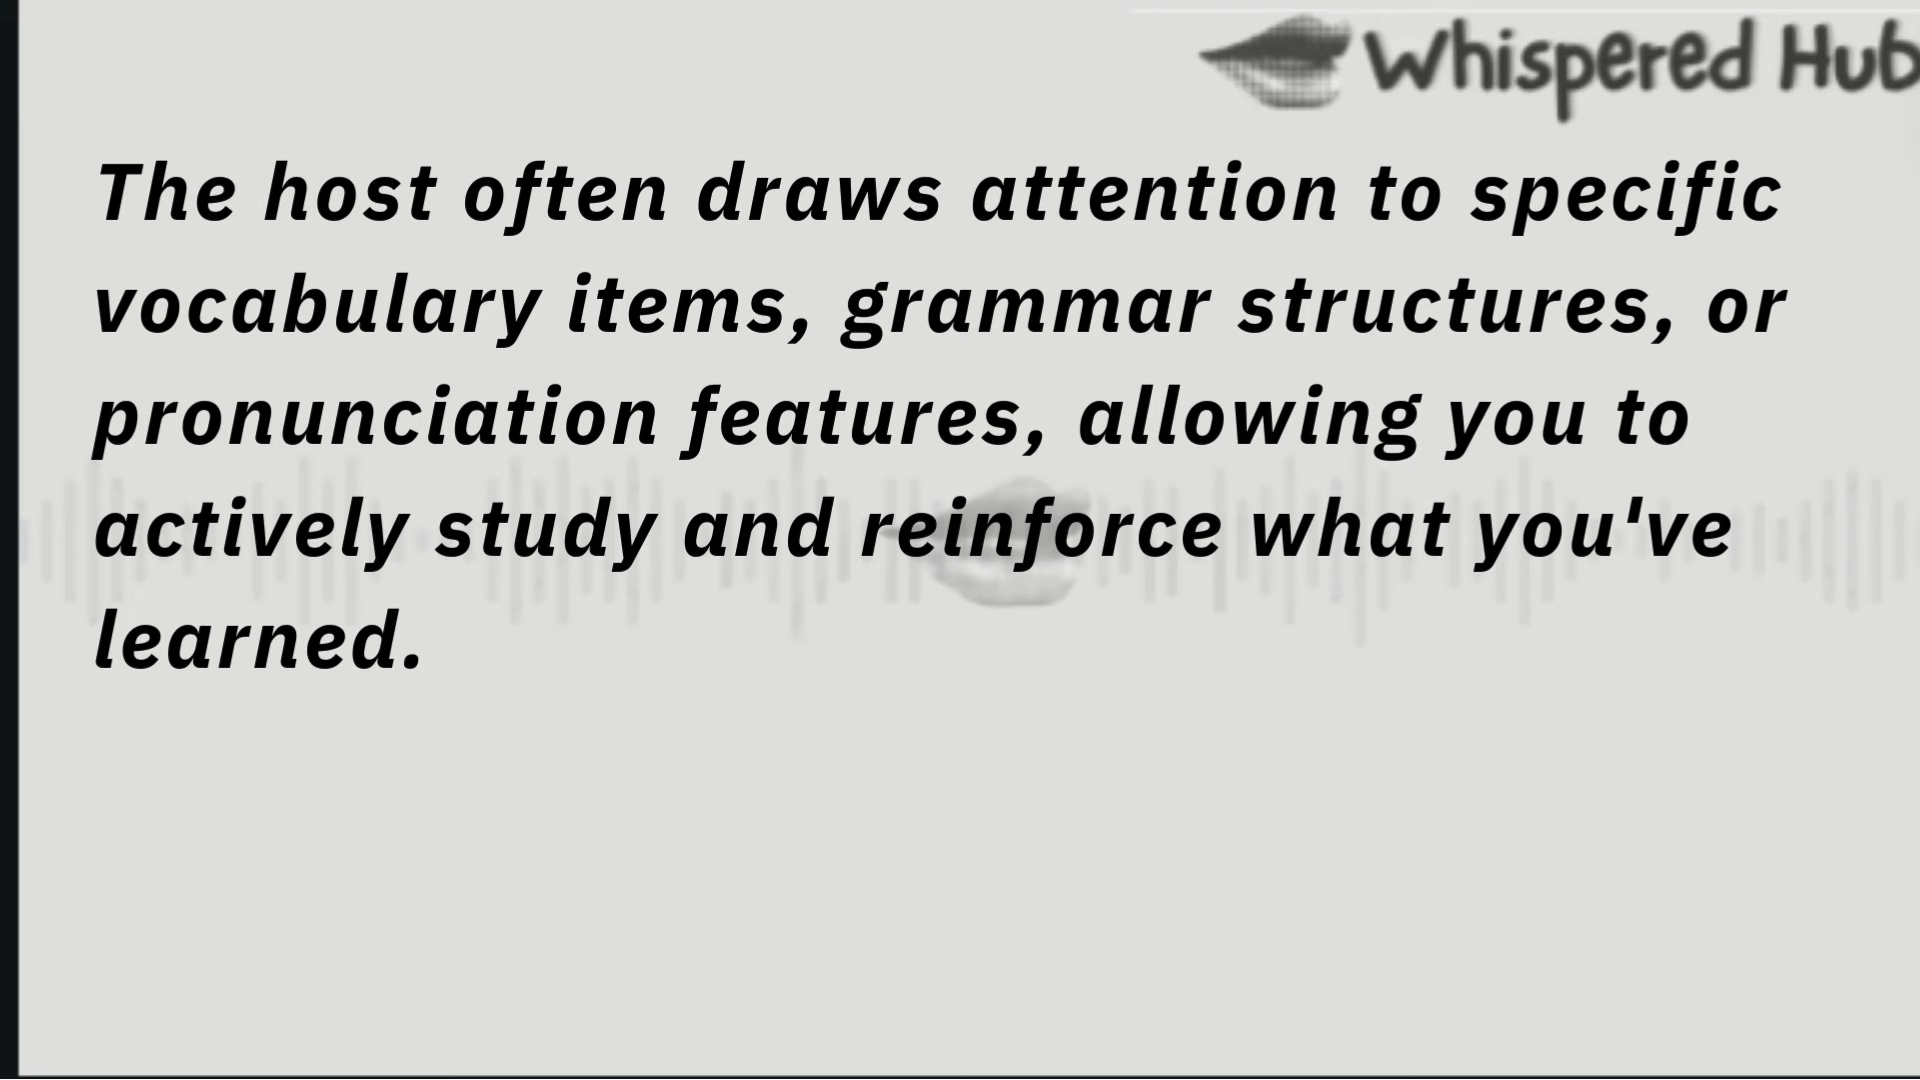 Whispered Hub
The host often draws attention to specific
vocabulary items, grammar structures, or
pronunciation features, allowing you to
actively study and reinforce what you've
learned.